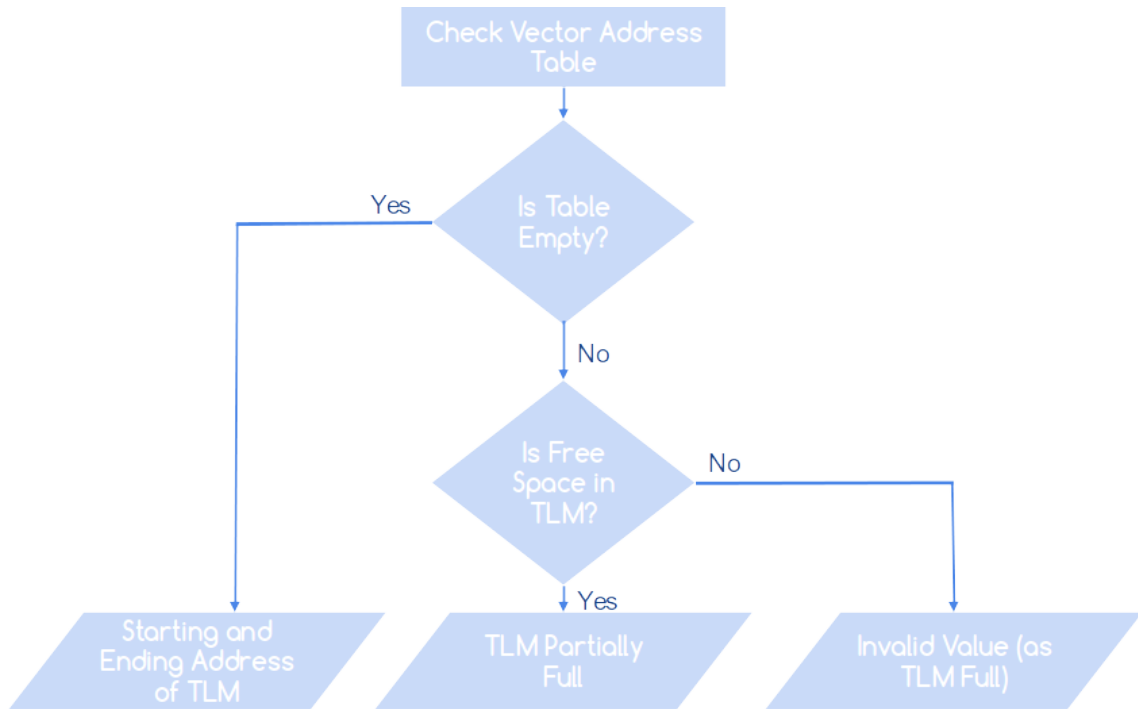 Check Vector Address
Table
Yes
Is Table
Empty?
No
Is Free
Space in
TLM?
No
Yes
Starting and
Ending Address
of TLM
TLM Partially
Full
Invalid Value (as
TLM Full)